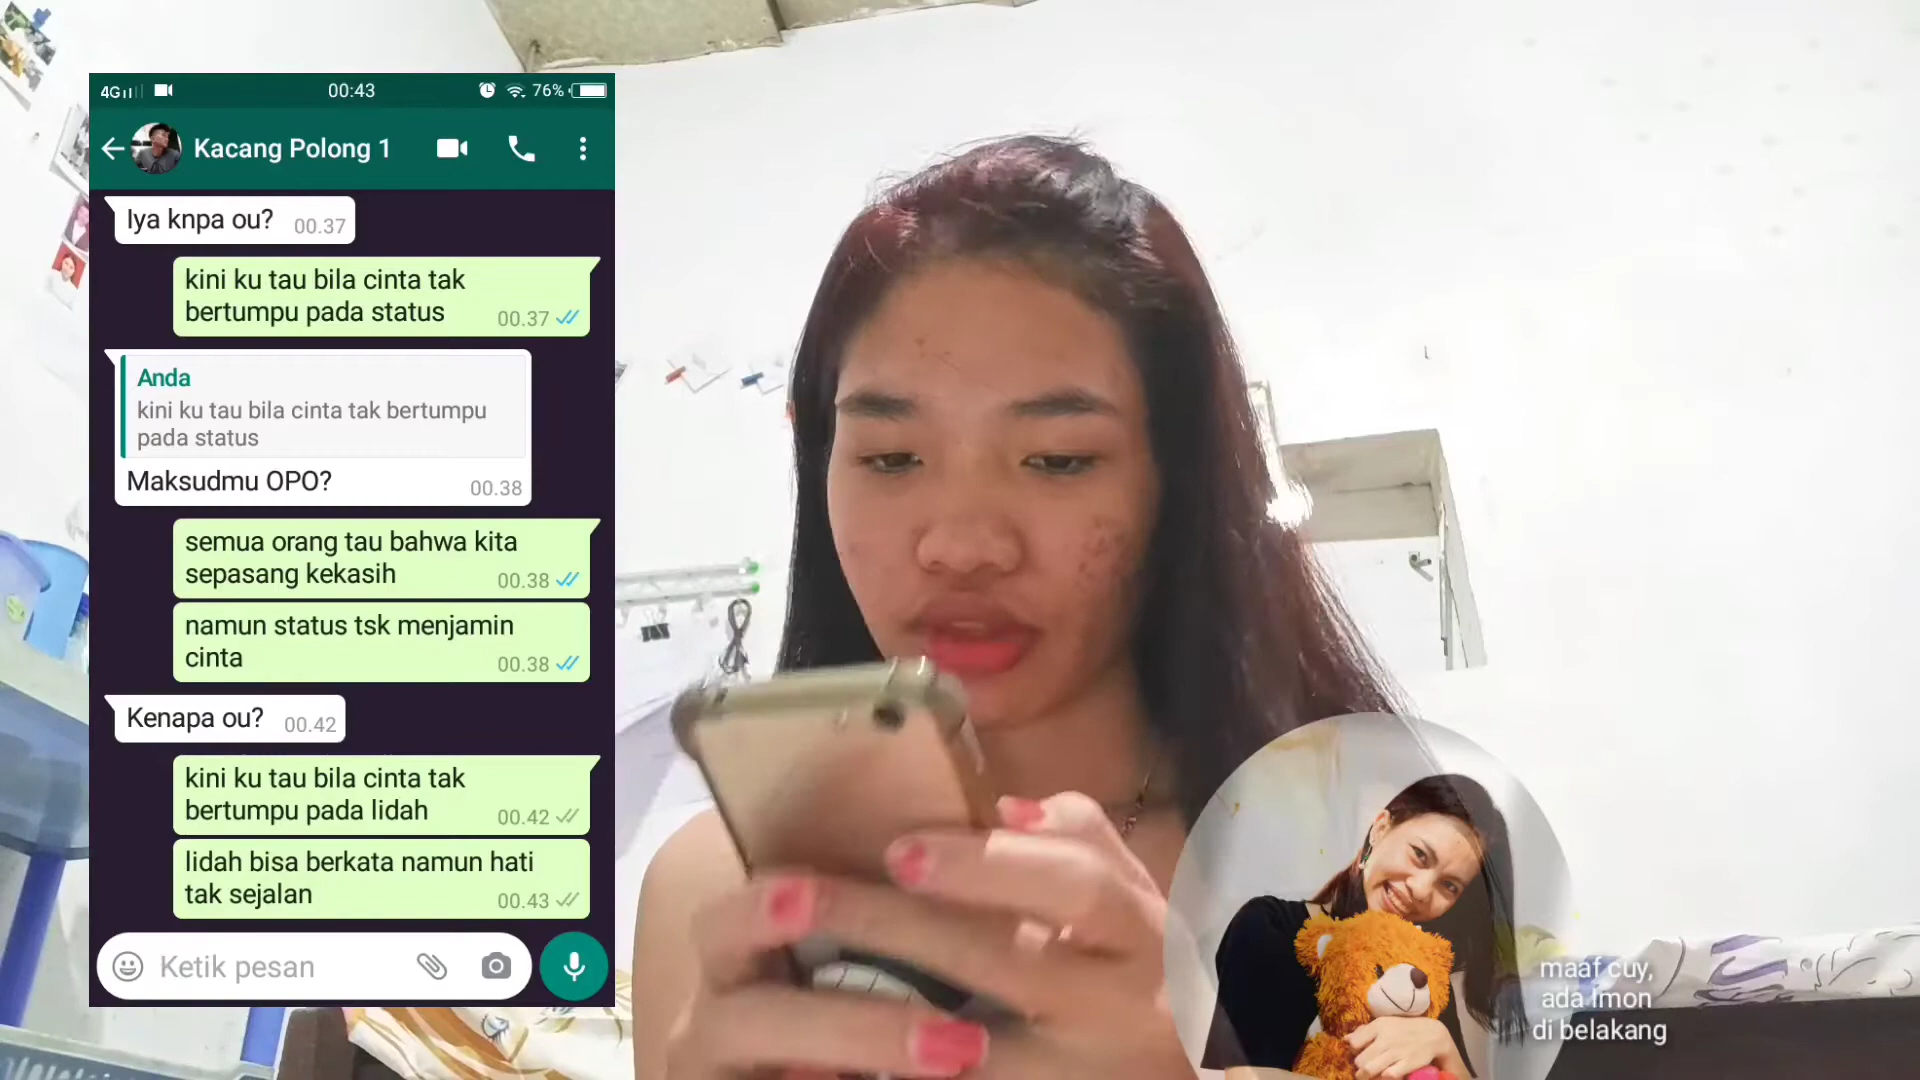 4G 00:43 76%
Kacang Polong 1
Iya knpa ou? 00.37
kini ku tau bila cinta tak
bertumpu pada status 00.37
Anda
kini ku tau bila cinta tak bertumpu
pada status
Maksudmu OPO? 00.38
semua orang tau bahwa kita
sepasang kekasih 00.38
namun status tsk menjamin
cinta 00.38
Kenapa ou? 00.42
kini ku tau bila cinta tak
bertumpu pada lidah 00.42
lidah bisa berkata namun hati
tak sejalan 00.43
Ketik pesan
maaf cuy,
ada imon
di belakang